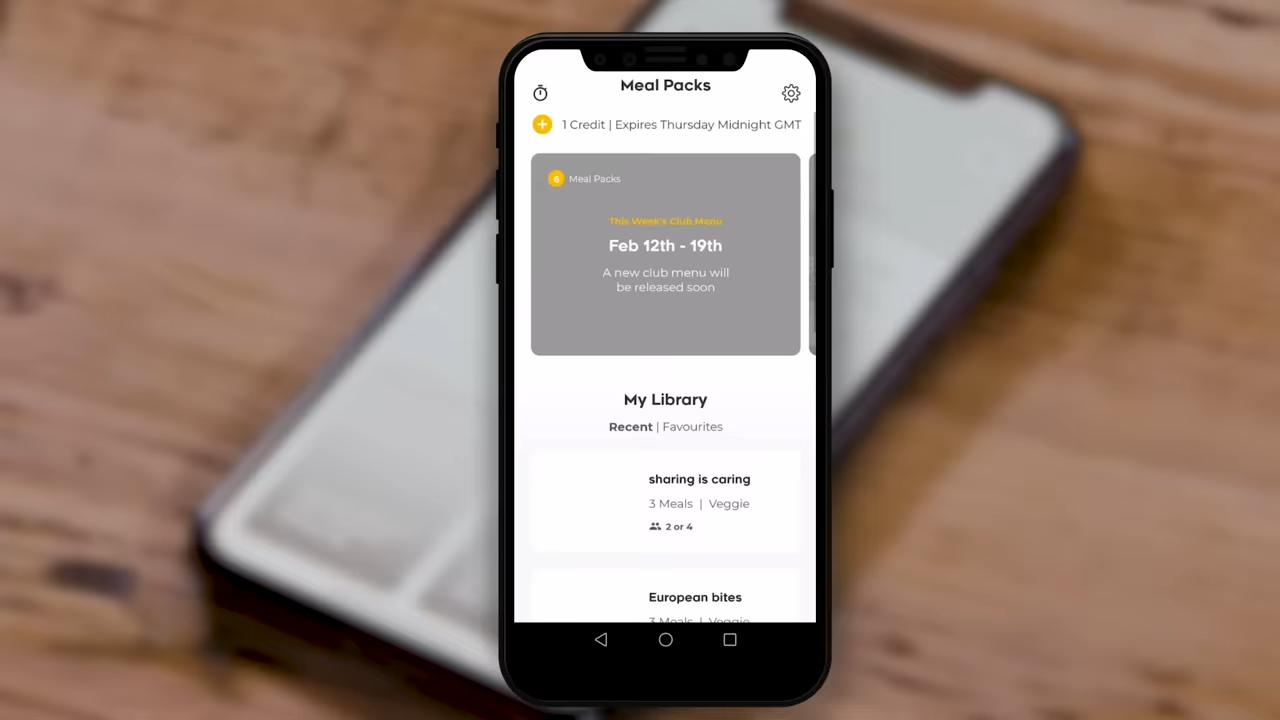 Meal Packs
1 Credit | Expires Thursday Midnight GMT
6 Meal Packs
This Week's Club Menu
Feb 12th - 19th
A new club menu will
be released soon
My Library
Recent | Favourites
sharing is caring
3 Meals | Veggie
2 or 4
European bites
3 Meals | Veggie